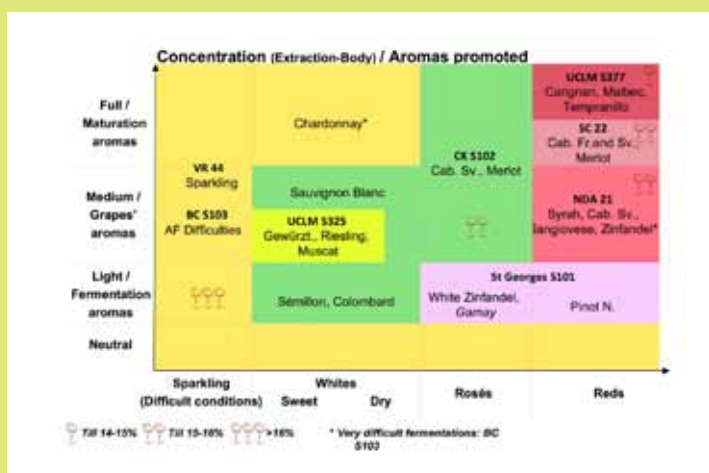 Concentration (Extraction-Body) / Aromas promoted
Full /
Maturation
aromas
Medium /
Grapes'
aromas
Light /
Fermentation
aromas
Neutral
VR 44
Sparkling
BC S103
AF Difficulties
Chardonnay*
Sauvignon Blanc
UCLM S325
Gewürzt., Riesling,
Muscat
Sémillon, Colombard
CK S102
Cab. Sv., Merlot
UCLM S377
Carignan, Malbec,
Tempranillo
SC 22
Cab. Fr and Sv.,
Merlot
NDA 21
Syrah, Cab. Sv.,
Sangiovese, Zinfandel*
St Georges S101
White Zinfandel,
Gamay
Pinot N.
Sparkling
(Difficult conditions)
Whites
Sweet Dry
Rosés
Reds
Till 14-15% Till 15-16% >16% * Very difficult fermentations: BC
S103